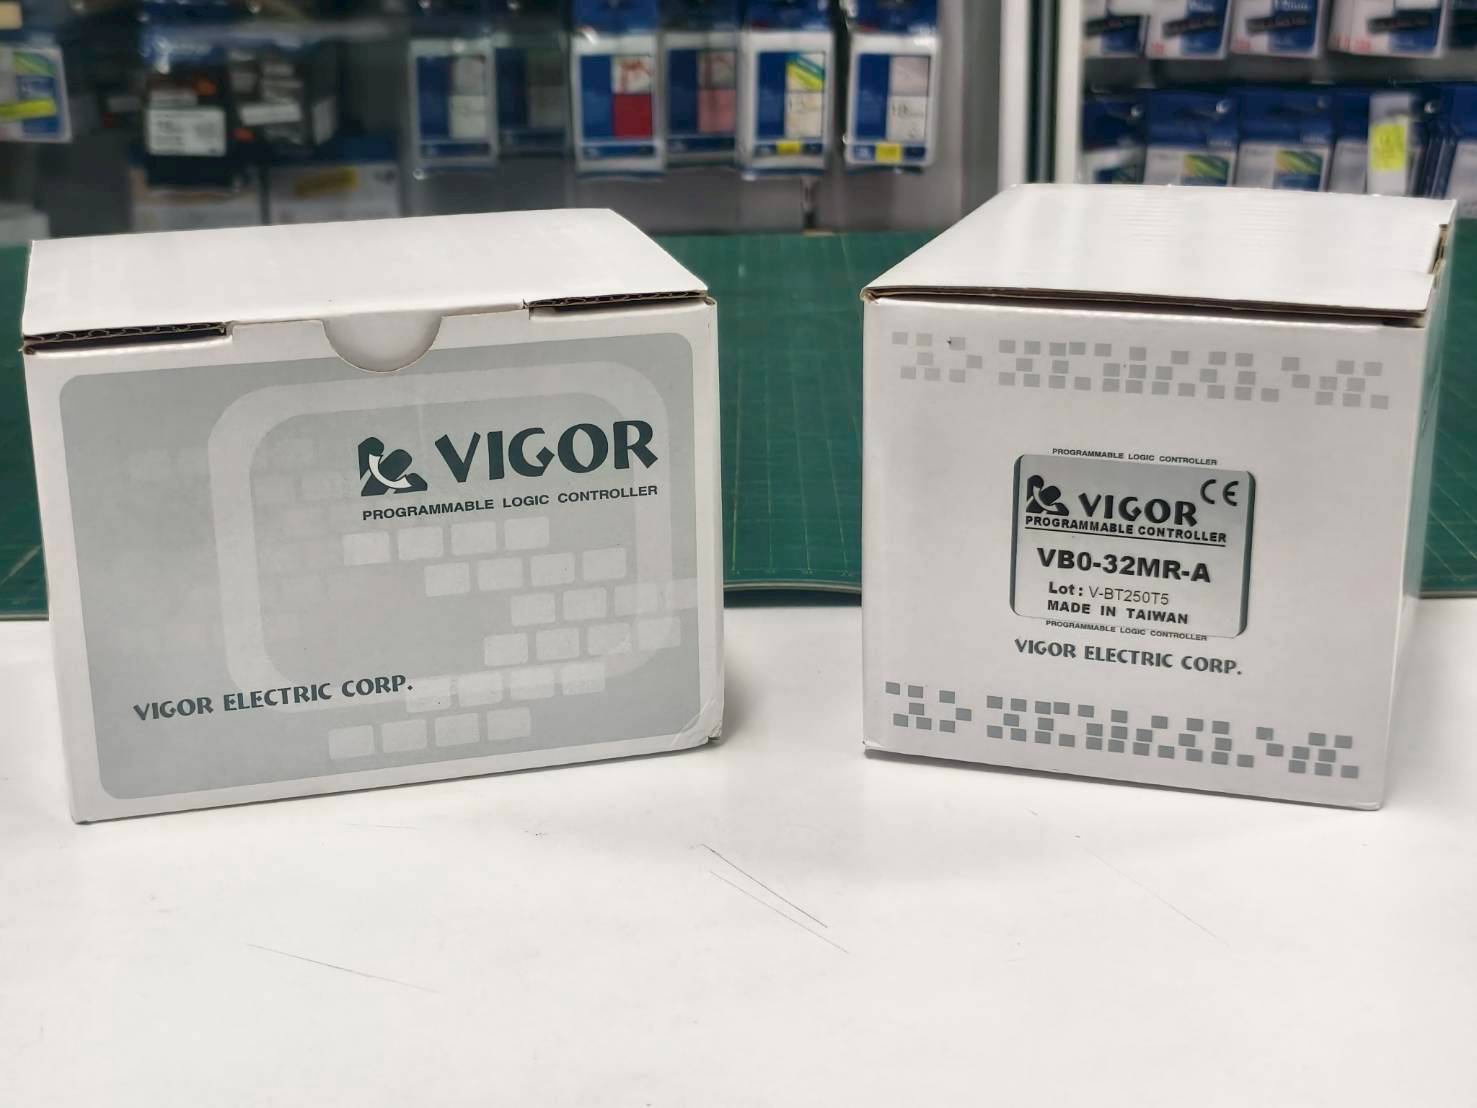 VIGOR
PROGRAMMABLE LOGIC CONTROLLER
VIGOR ELECTRIC CORP.
PROGRAMMABLE LOGIC CONTROLLER
VIGOR CE
PROGRAMMABLE CONTROLLER
VB0-32MR-A
Lot: V-BT250T5
MADE IN TAIWAN
PROGRAMMABLE LOGIC CONTROLLER
VIGOR ELECTRIC CORP.